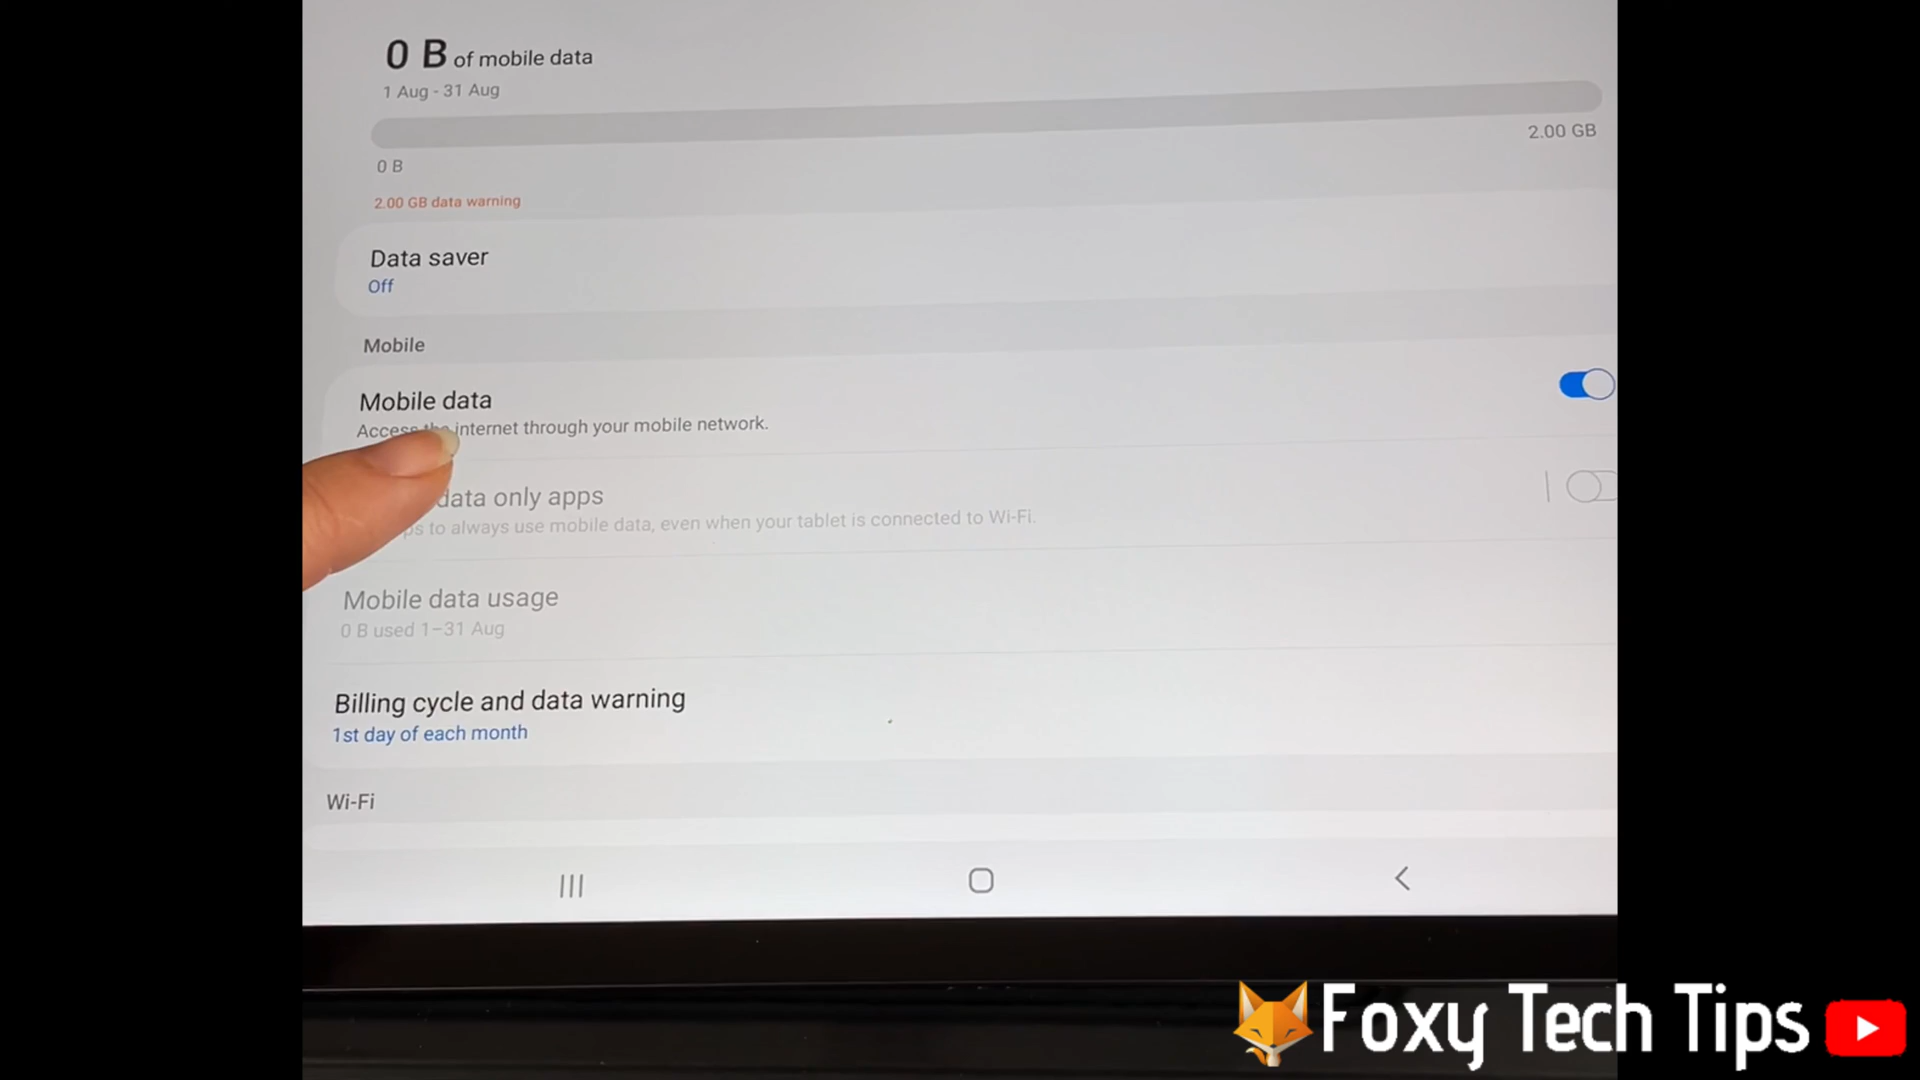 0 B of mobile data
1 Aug - 31 Aug
2.00 GB
0 B
2.00 GB data warning
Data saver
Off
Mobile
Mobile data
Access the internet through your mobile network.
data only apps
to always use mobile data, even when your tablet is connected to Wi-Fi.
Mobile data usage
0 B used 1–31 Aug
Billing cycle and data warning
1st day of each month
Wi-Fi
Foxy Tech Tips